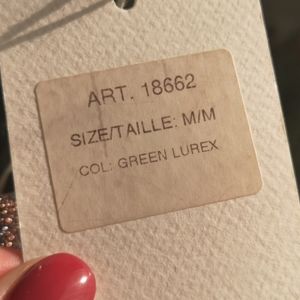 ART. 18662
SIZE/TAILLE: M/M
COL: GREEN LUREX